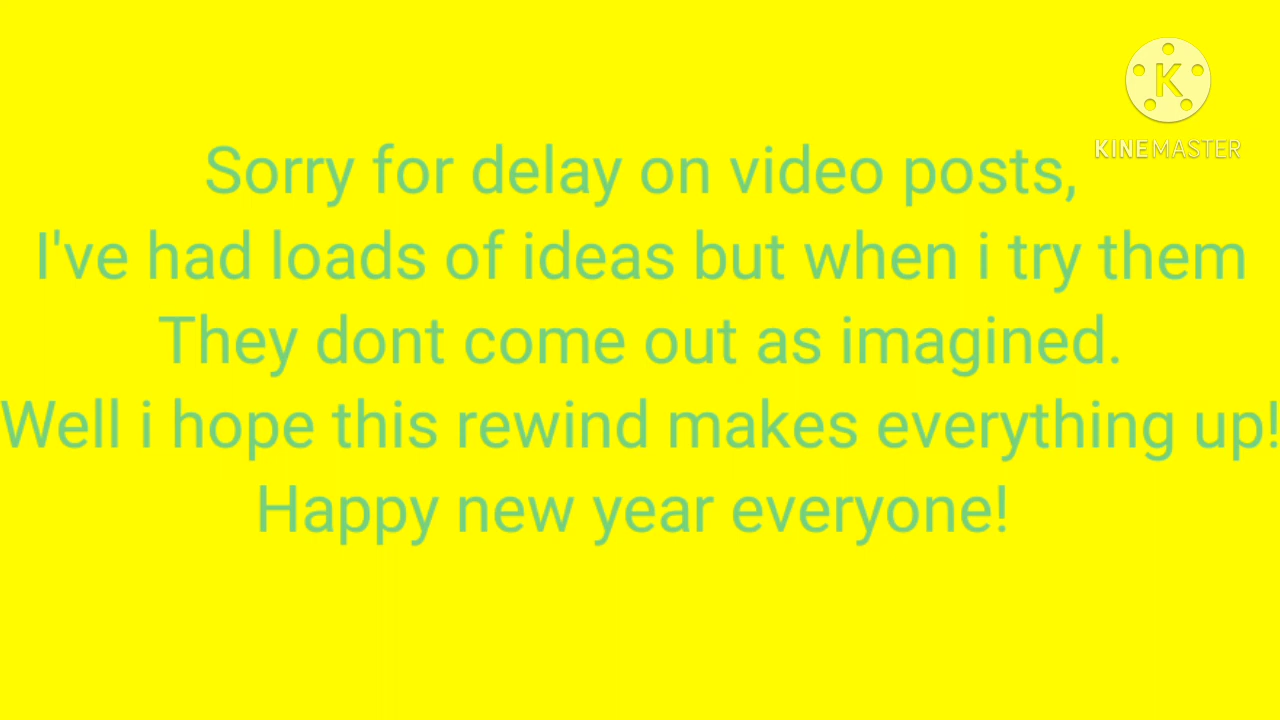 K
KINEMASTER
Sorry for delay on video posts,
I've had loads of ideas but when i try them
They dont come out as imagined.
Well i hope this rewind makes everything up!
Happy new year everyone!